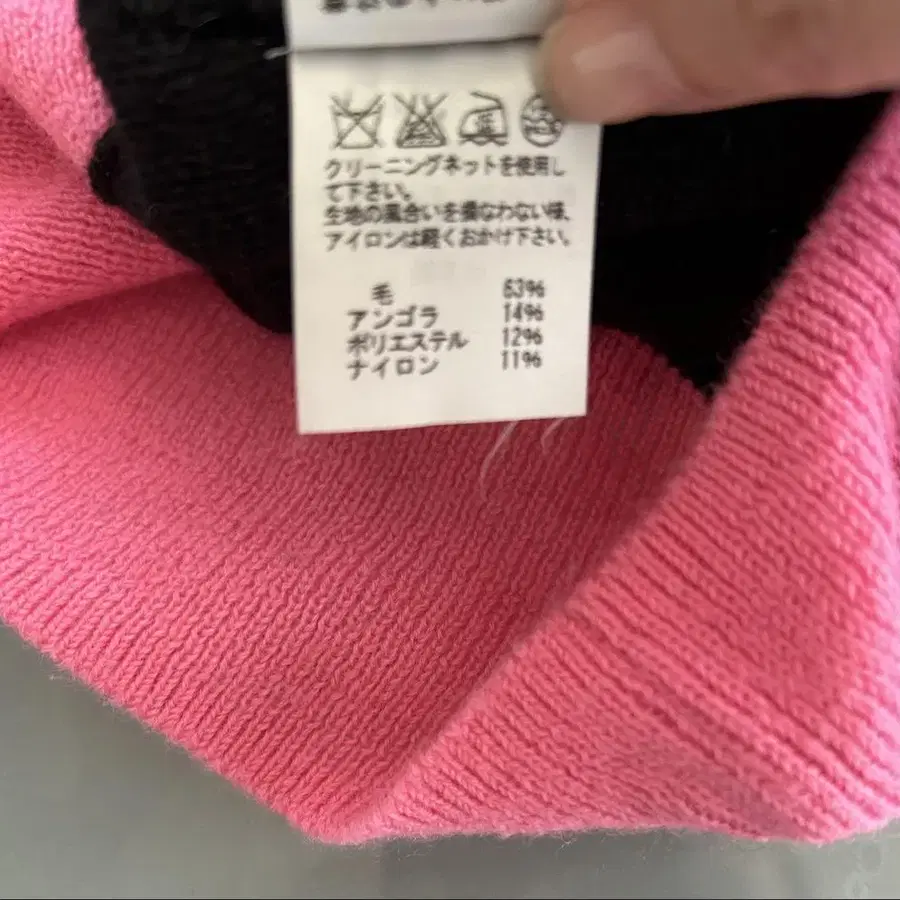 クリーニングネットを使用し
て下さい。
生地の風合いを損なわない様、
アイロンは軽くおかけ下さい。
毛 63%
アンゴラ 14%
ポリエステル 12%
ナイロン 11%